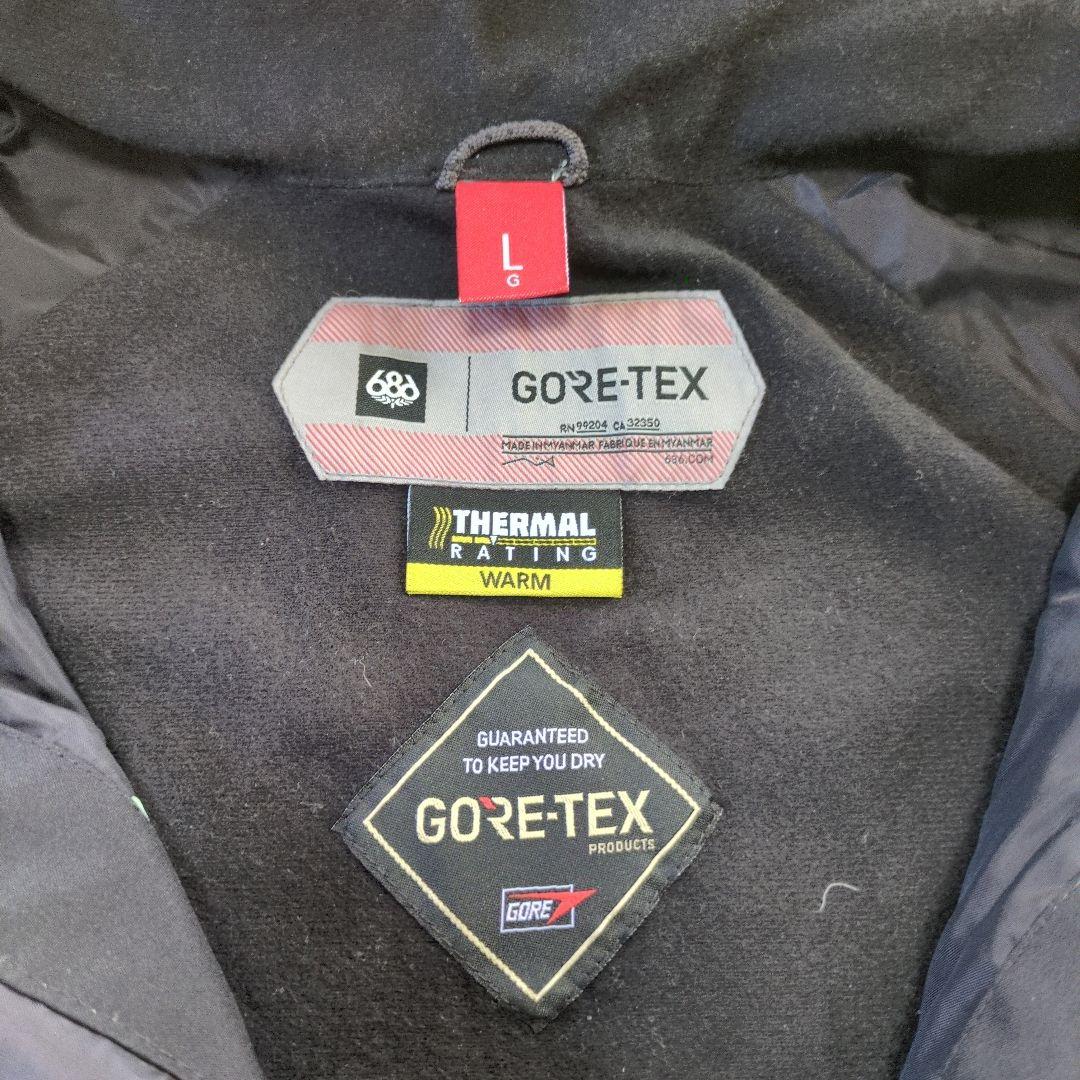 L
G
686
GORE-TEX
RN 99204 CA 32350
MADE IN MYANMAR FABRIQUE EN MYANMAR
686.COM
THERMAL
RATING
WARM
GUARANTEED
TO KEEP YOU DRY
GORE-TEX
PRODUCTS
GORE